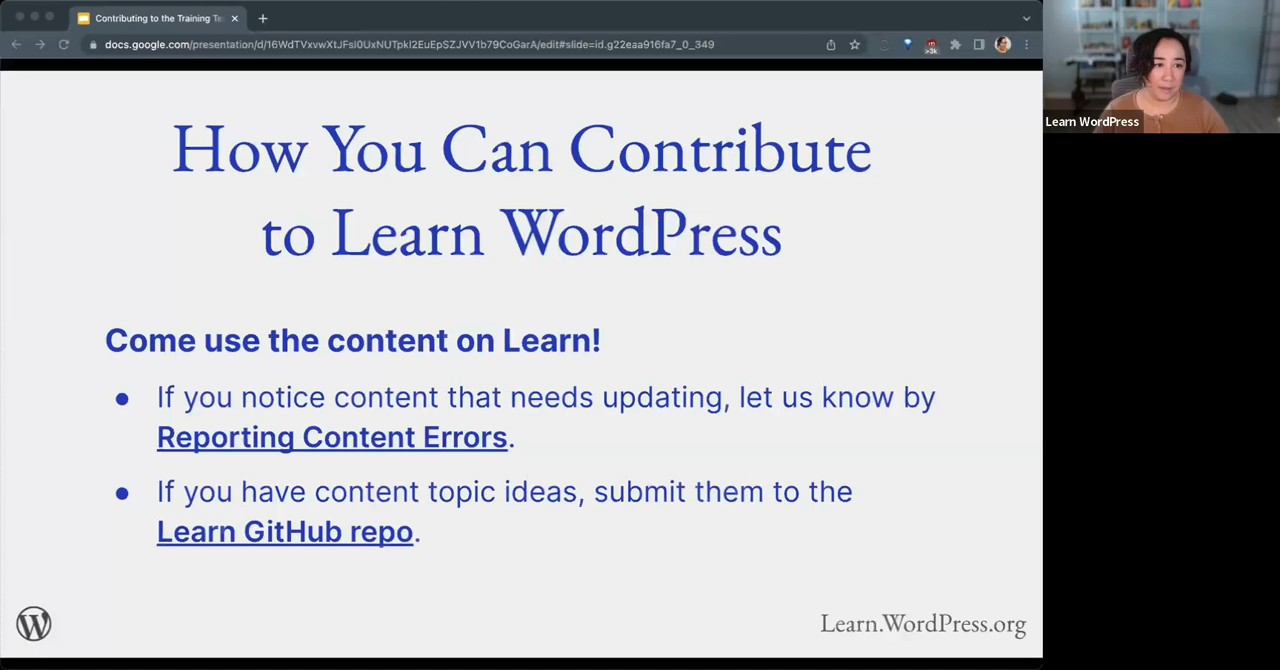 Contributing to the Training Te
docs.google.com/presentation/d/16WdTVxvwXtJFsI0UxNUTpkI2EuEpSZJVV1b79CoGarA/edit#slide=id.g22eaa916fa7_0_349
>3k
Learn WordPress
How You Can Contribute
to Learn WordPress
Come use the content on Learn!
● If you notice content that needs updating, let us know by
Reporting Content Errors.
● If you have content topic ideas, submit them to the
Learn GitHub repo.
Learn.WordPress.org